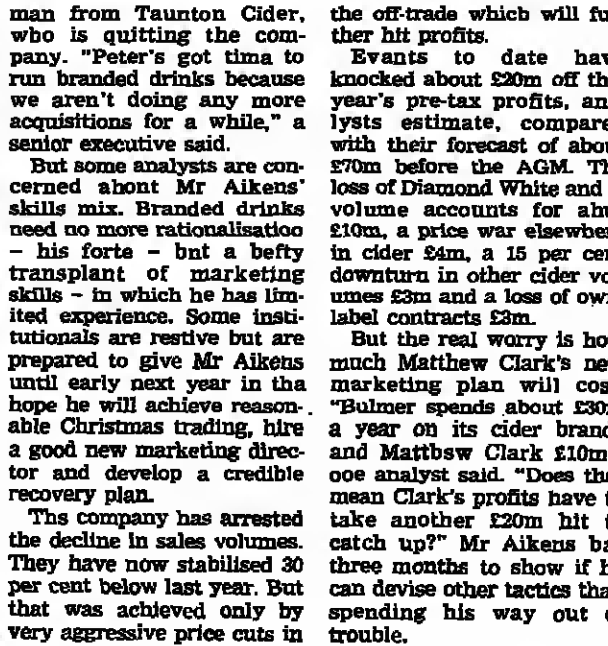 man from Taunton Cider,
who is quitting the com-
pany. "Peter's got tima to
run branded drinks because
we aren't doing any more
acquisitions for a while," a
senior executive said.
But some analysts are con-
cerned abont Mr Aikens'
skills mix. Branded drinks
need no more rationalisatioo
– his forte – bnt a befty
transplant of marketing
skills – in which he has lim-
ited experience. Some insti-
tutionals are restive but are
prepared to give Mr Aikens
until early next year in tha
hope he will achieve reason-
able Christmas trading, hire
a good new marketing direc-
tor and develop a credible
recovery plan.
Ths company has arrested
the decline in sales volumes.
They have now stabilised 30
per cent below last year. But
that was achieved only by
very aggressive price cuts in
the off-trade which will fu
ther hit profits.
Evants to date hav
knocked about £20m off th
year's pre-tax profits, an
lysts estimate, compare
with their forecast of abou
£70m before the AGM. Th
loss of Diamond White and
volume accounts for abu
£10m, a price war elsewhe
in cider £4m, a 15 per cen
downturn in other cider vo
umes £3m and a loss of own
label contracts £3m.
But the real worry is ho
much Matthew Clark's ne
marketing plan will cos
"Bulmer spends about £30
a year on its cider brand
and Mattbsw Clark £10m
ooe analyst said. "Does the
mean Clark's profits have t
take another £20m hit t
catch up?" Mr Aikens ba
three months to show if h
can devise other tactics tha
spending his way out o
trouble.